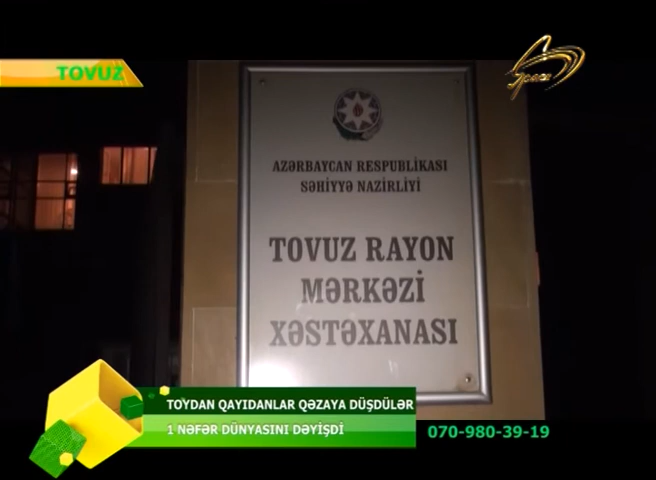 TOVUZ
Space
AZƏRBAYCAN RESPUBLİKASI
SƏHİYYƏ NAZİRLİYİ
TOVUZ RAYON
MƏRKƏZİ
XƏSTƏXANASI
TOYDAN QAYIDANLAR QƏZAYA DÜŞDÜLƏR
1 NƏFƏR DÜNYASINI DƏYİŞDİ
070-980-39-19